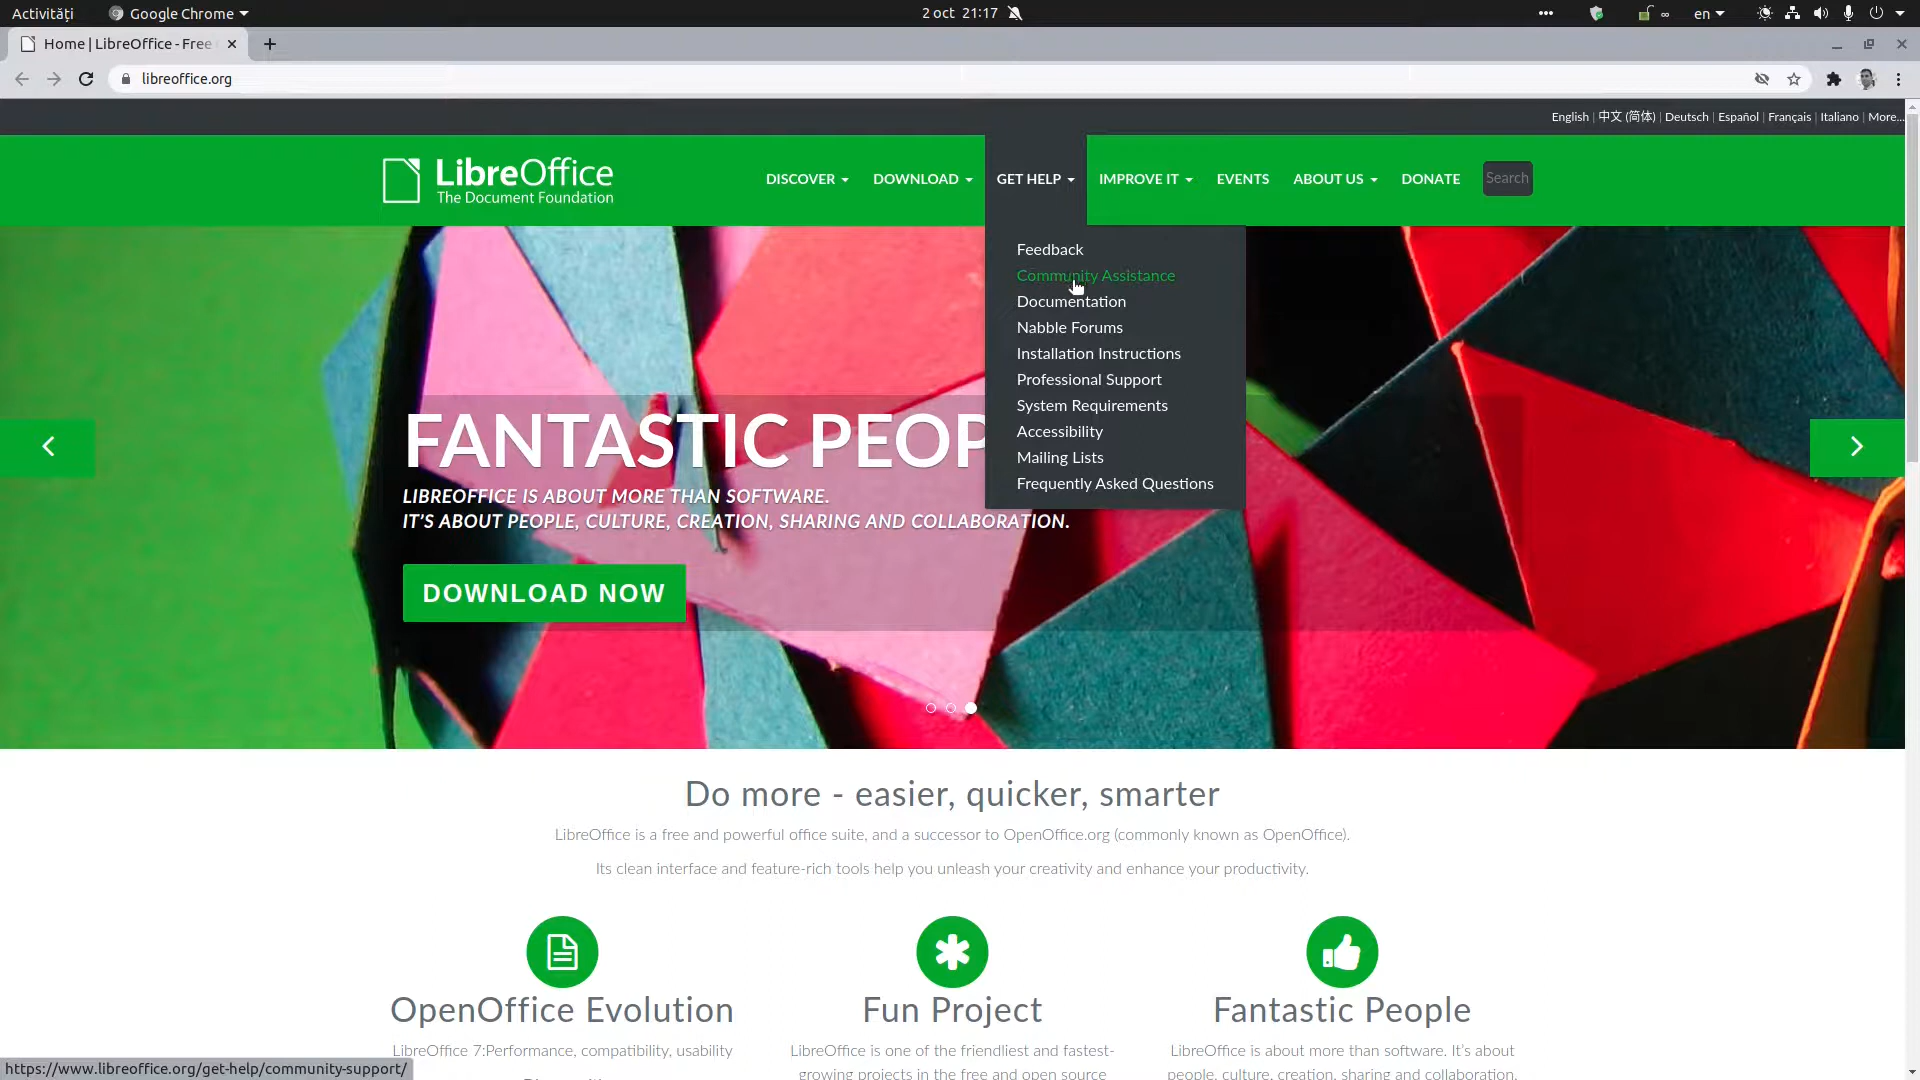 Activități
Google Chrome
2 oct 21:17
en
Home | LibreOffice - Free
libreoffice.org
English | 中文 (简体) | Deutsch | Español | Français | Italiano | More...
LibreOffice
The Document Foundation
DISCOVER
DOWNLOAD
GET HELP
IMPROVE IT
EVENTS
ABOUT US
DONATE
Search
Feedback
Community Assistance
Documentation
Nabble Forums
Installation Instructions
Professional Support
System Requirements
Accessibility
Mailing Lists
Frequently Asked Questions
FANTASTIC PEOP
LIBREOFFICE IS ABOUT MORE THAN SOFTWARE.
IT'S ABOUT PEOPLE, CULTURE, CREATION, SHARING AND COLLABORATION.
DOWNLOAD NOW
Do more - easier, quicker, smarter
LibreOffice is a free and powerful office suite, and a successor to OpenOffice.org (commonly known as OpenOffice).
Its clean interface and feature-rich tools help you unleash your creativity and enhance your productivity.
OpenOffice Evolution
LibreOffice 7:Performance, compatibility, usability
Fun Project
LibreOffice is one of the friendliest and fastest-
growing projects in the free and open source
Fantastic People
LibreOffice is about more than software. It's about
people, culture, creation, sharing and collaboration.
https://www.libreoffice.org/get-help/community-support/